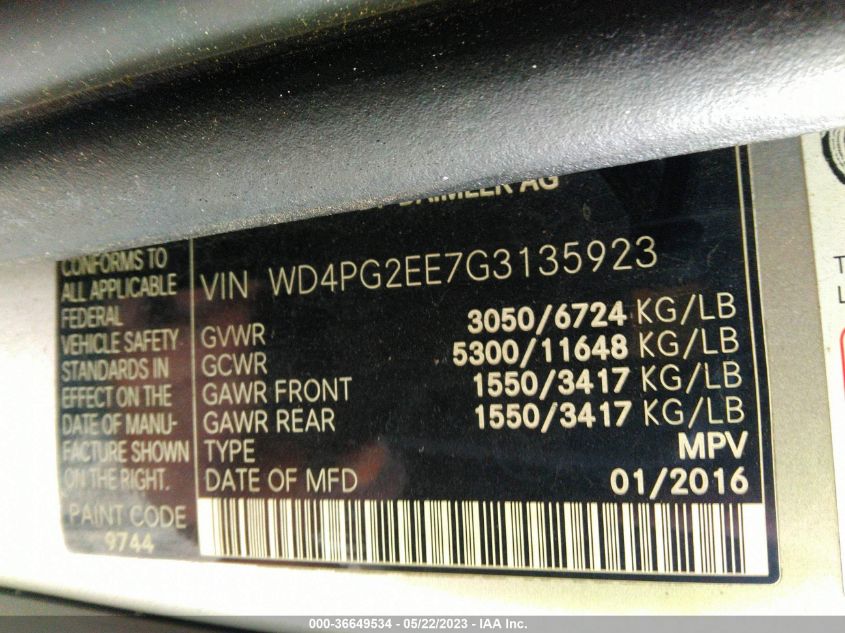 DAIMLER AG
CONFORMS TO
ALL APPLICABLE
FEDERAL
VEHICLE SAFETY
STANDARDS IN
EFFECT ON THE
DATE OF MANU-
FACTURE SHOWN
ON THE RIGHT.
PAINT CODE
9744
VIN WD4PG2EE7G3135923
GVWR 3050/6724 KG/LB
GCWR 5300/11648 KG/LB
GAWR FRONT 1550/3417 KG/LB
GAWR REAR 1550/3417 KG/LB
TYPE MPV
DATE OF MFD 01/2016
000-36649534 - 05/22/2023 - IAA Inc.